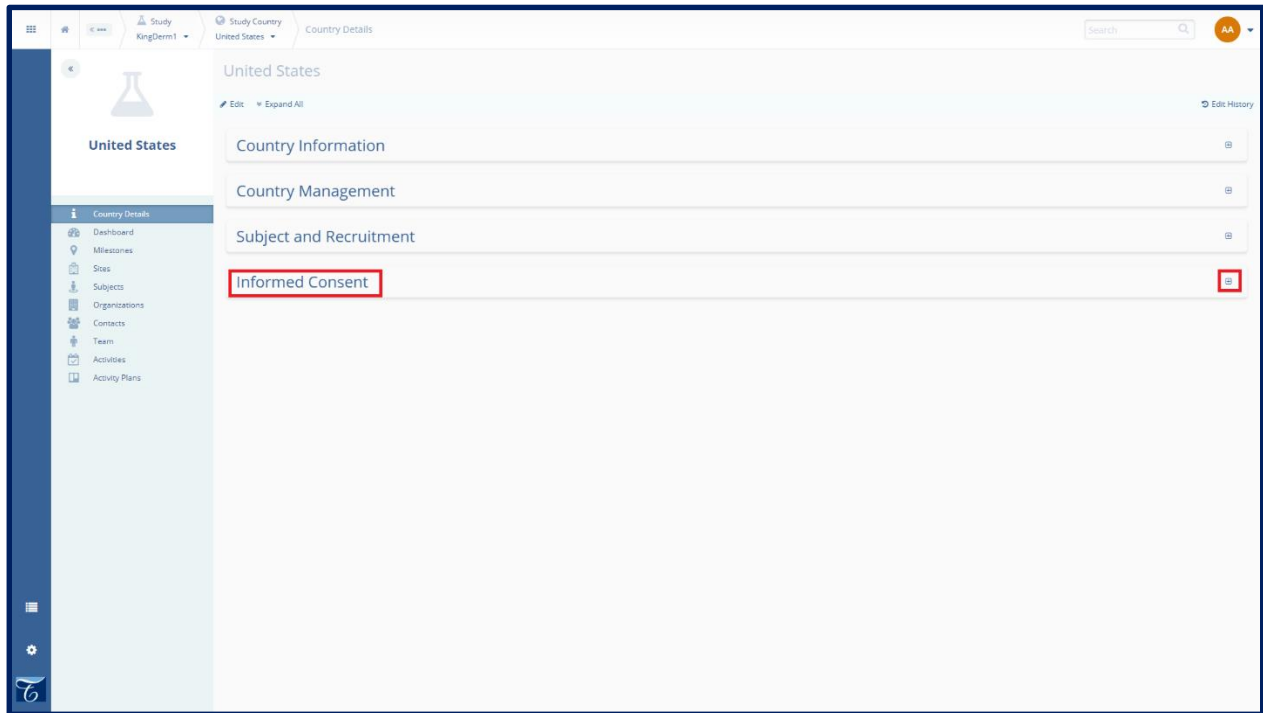 Study
KingDerm1
Study Country
United States
Country Details
Search
AA
United States
Edit
Expand All
Edit History
United States
Country Information
Country Management
Subject and Recruitment
Informed Consent
Country Details
Dashboard
Milestones
Sites
Subjects
Organizations
Contacts
Team
Activities
Activity Plans